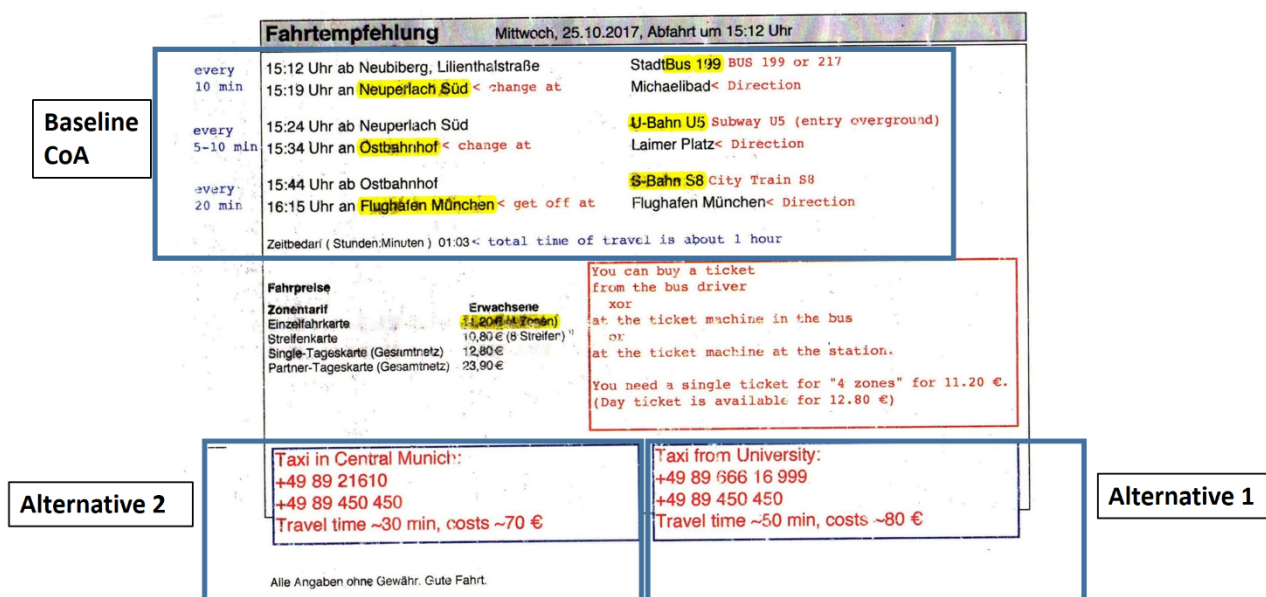 Fahrtempfehlung Mittwoch, 25.10.2017, Abfahrt um 15:12 Uhr
every 15:12 Uhr ab Neubiberg, Lilienthalstraße StadtBus 199 BUS 199 or 217
10 min 15:19 Uhr an Neuperlach Süd < change at Michaelibad< Direction
Baseline
CoA
every 15:24 Uhr ab Neuperlach Süd U-Bahn U5 Subway U5 (entry overground)
5-10 min 15:34 Uhr an Ostbahnhof < change at Laimer Platz< Direction
every 15:44 Uhr ab Ostbahnhof S-Bahn S8 City Train S8
20 min 16:15 Uhr an Flughafen München < get off at Flughafen München< Direction
Zeitbedarf ( Stunden:Minuten ) 01:03 < total time of travel is about 1 hour
Fahrpreise
Zonentarif Erwachsene
Einzelfahrkarte 11,20 € (4 Zonen)
Streifenkarte 10,80 € (8 Streifen)
Single-Tageskarte (Gesamtnetz) 12,80 €
Partner-Tageskarte (Gesamtnetz) 23,90 €
You can buy a ticket
from the bus driver
xor
at the ticket machine in the bus
or
at the ticket machine at the station.
You need a single ticket for "4 zones" for 11.20 €.
(Day ticket is available for 12.80 €)
Alternative 2
Taxi in Central Munich:
+49 89 21610
+49 89 450 450
Travel time ~30 min, costs ~70 €
Taxi from University:
+49 89 666 16 999
+49 89 450 450
Travel time ~50 min, costs ~80 €
Alternative 1
Alle Angaben ohne Gewähr. Gute Fahrt.